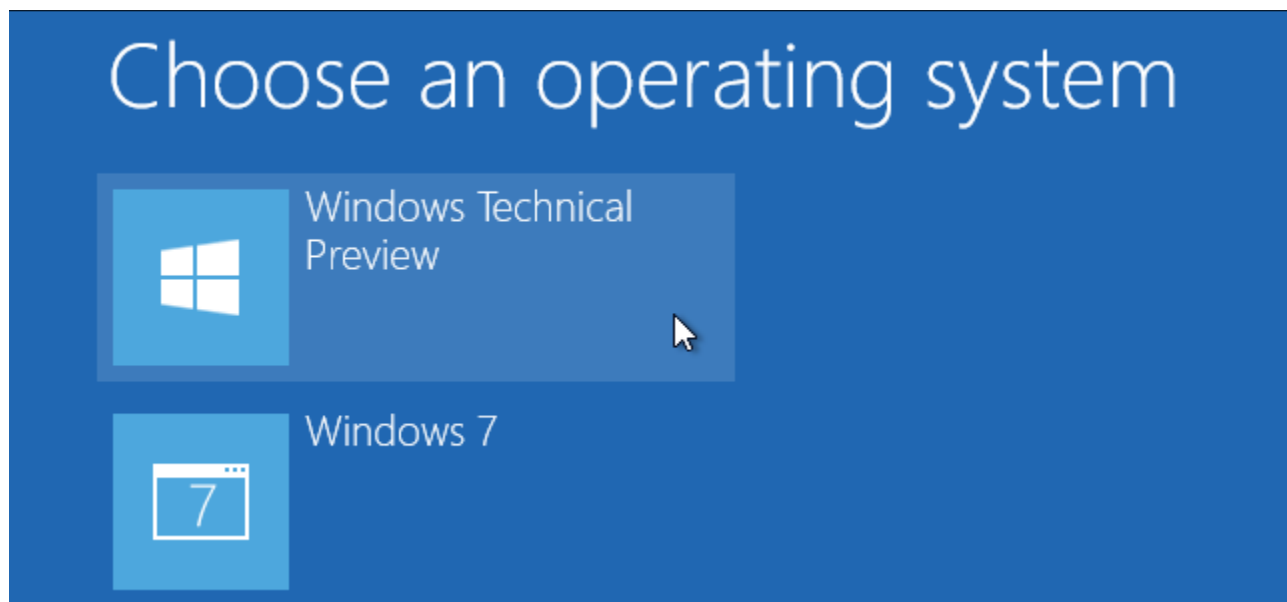 Choose an operating system
Windows Technical
Preview
Windows 7
7